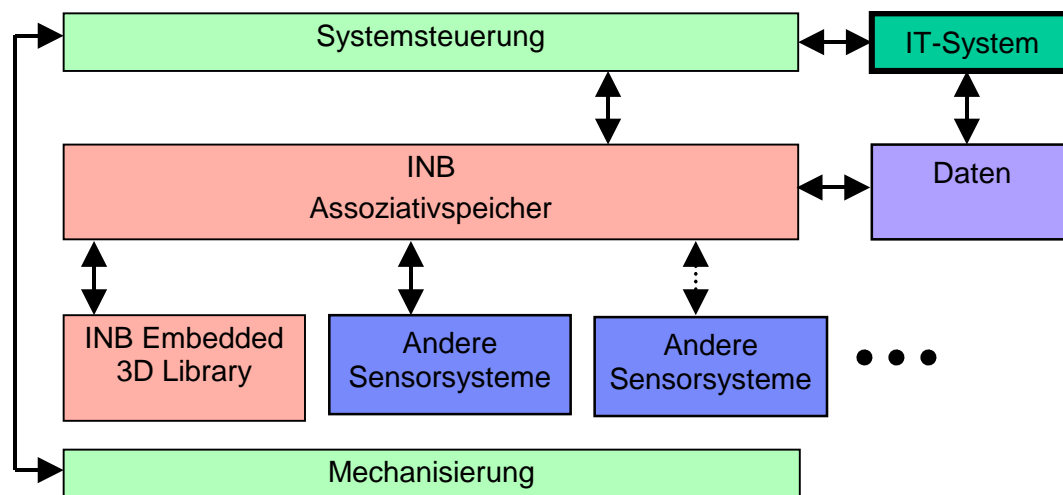 Systemsteuerung
IT-System
INB
Assoziativspeicher
Daten
INB Embedded
3D Library
Andere
Sensorsysteme
Andere
Sensorsysteme
Mechanisierung